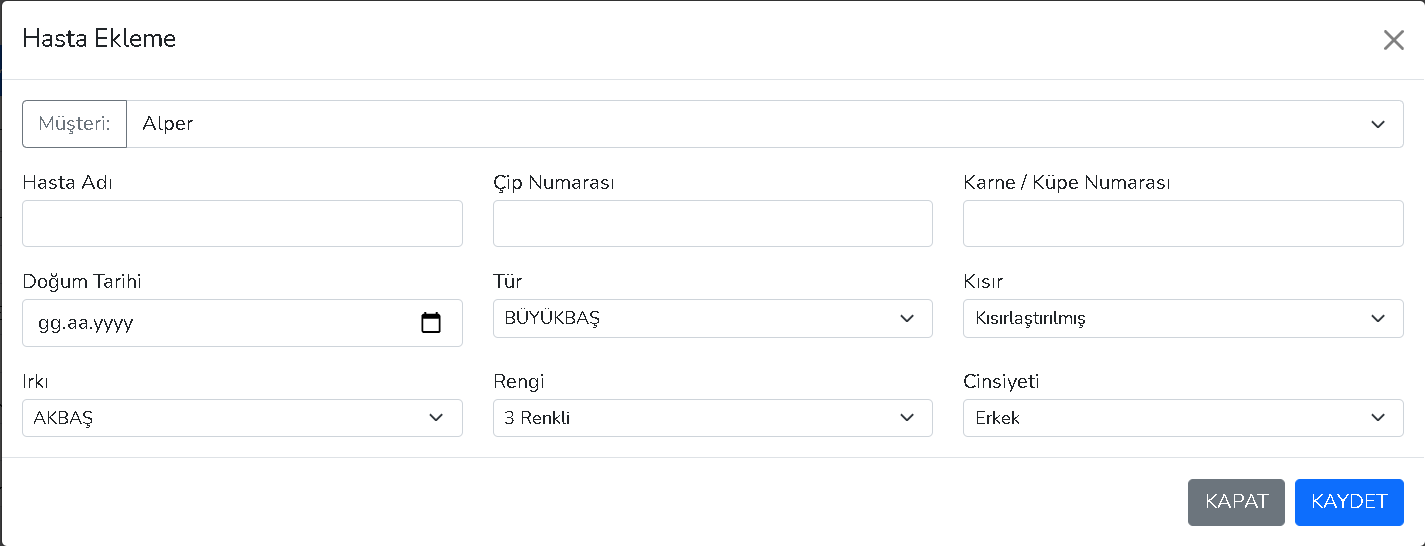 Hasta Ekleme
Müşteri: Alper
Hasta Adı Çip Numarası Karne / Küpe Numarası
Doğum Tarihi Tür Kısır
gg.aa.yyyy BÜYÜKBAŞ Kısırlaştırılmış
Irkı Rengi Cinsiyeti
AKBAŞ 3 Renkli Erkek
KAPAT KAYDET